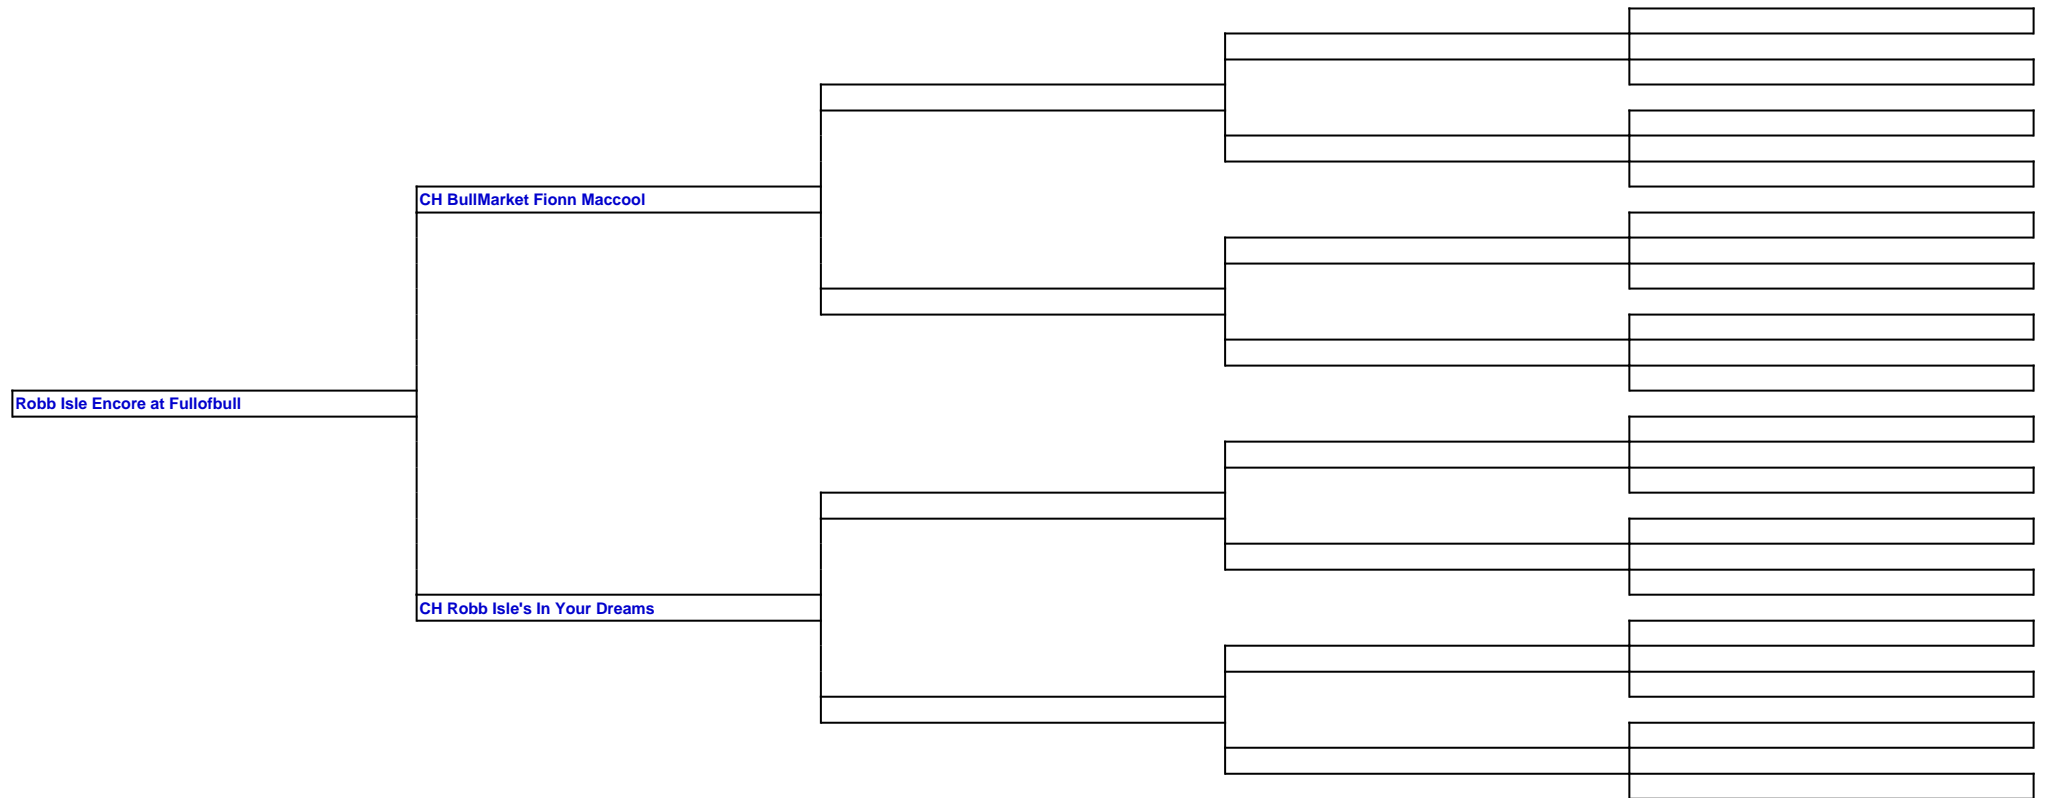 CH BullMarket Fionn Maccool
Robb Isle Encore at Fullofbull
CH Robb Isle's In Your Dreams